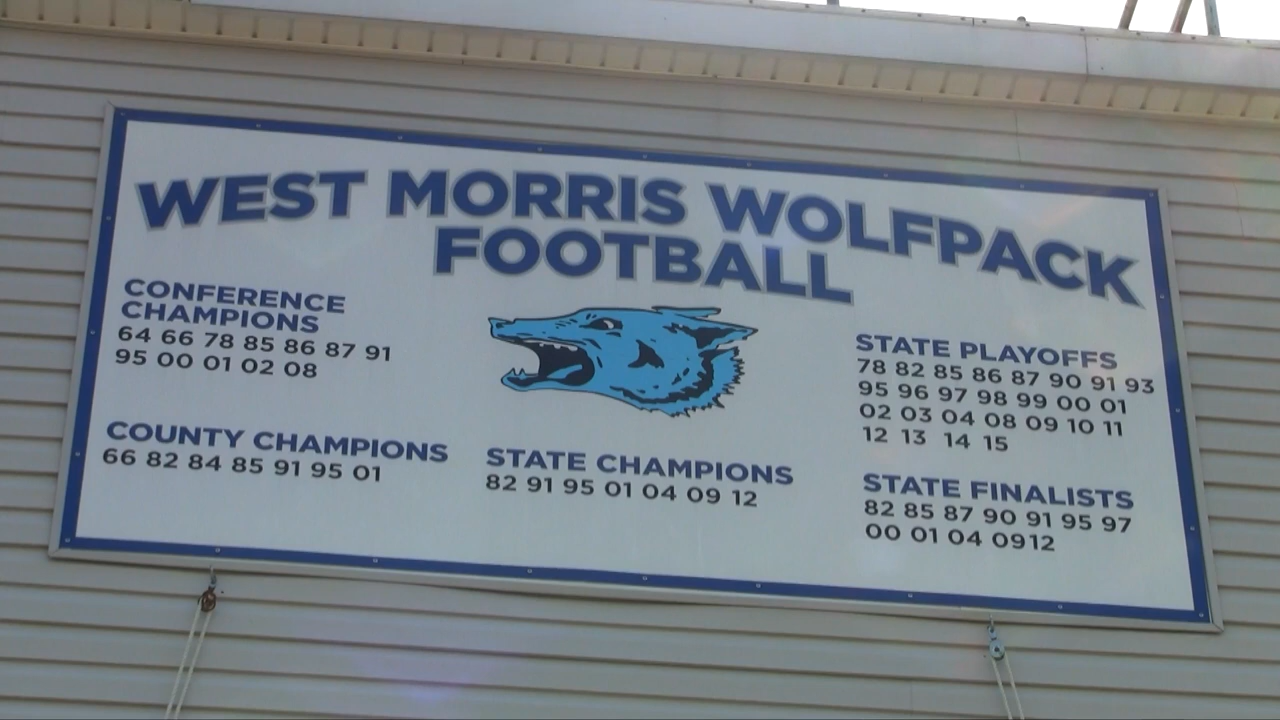 WEST MORRIS WOLFPACK
FOOTBALL
CONFERENCE
CHAMPIONS
64 66 78 85 86 87 91
95 00 01 02 08
COUNTY CHAMPIONS
66 82 84 85 91 95 01
STATE CHAMPIONS
82 91 95 01 04 09 12
STATE PLAYOFFS
78 82 85 86 87 90 91 93
95 96 97 98 99 00 01
02 03 04 08 09 10 11
12 13 14 15
STATE FINALISTS
82 85 87 90 91 95 97
00 01 04 0912